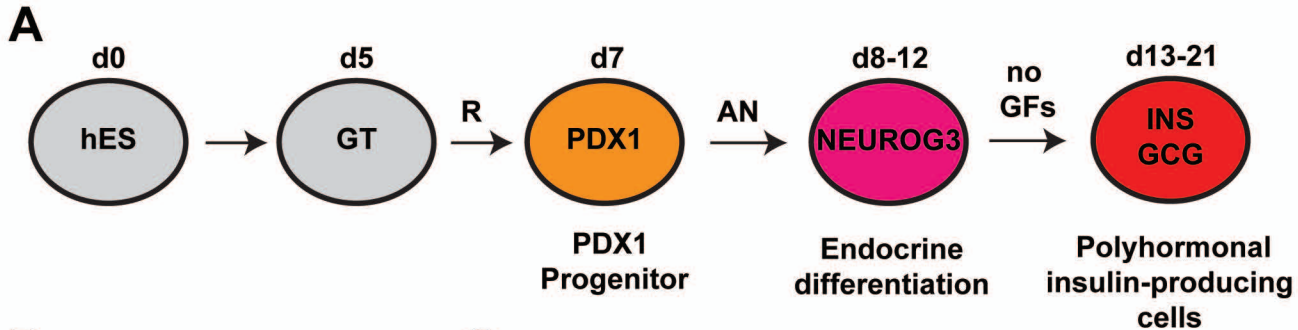 A
d0
d5
d7
d8-12
d13-21
hES
GT
R
PDX1
AN
NEUROG3
no
GFs
INS
GCG
PDX1
Progenitor
Endocrine
differentiation
Polyhormonal
insulin-producing
cells